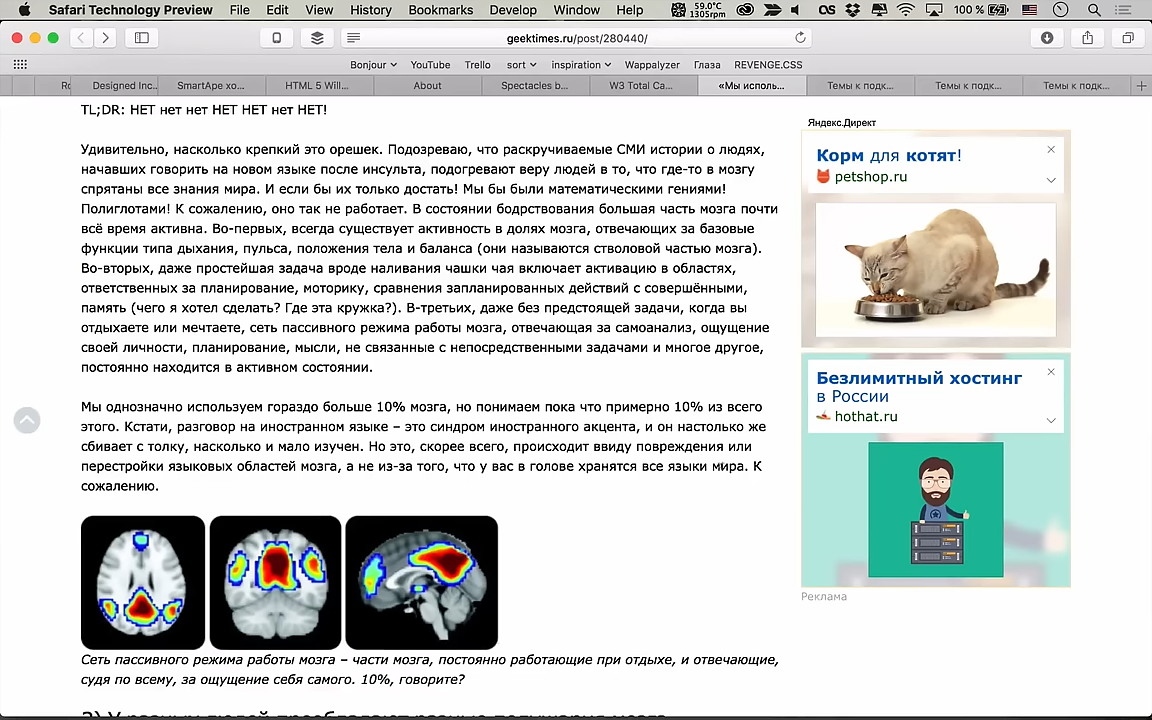 Safari Technology Preview File Edit View History Bookmarks Develop Window Help 59.0°C 1305rpm 100 %
geektimes.ru/post/280440/
Bonjour YouTube Trello sort inspiration Wappalyzer Глаза REVENGE.CSS
Designed Inc... SmartApe xo... HTML 5 Will... About Spectacles b... W3 Total Ca... «Мы исполь... Темы к подк... Темы к подк... Темы к подк...
TL;DR: НЕТ нет нет НЕТ НЕТ нет НЕТ!
Удивительно, насколько крепкий это орешек. Подозреваю, что раскручиваемые СМИ истории о людях,
начавших говорить на новом языке после инсульта, подогревают веру людей в то, что где-то в мозгу
спрятаны все знания мира. И если бы их только достать! Мы бы были математическими гениями!
Полиглотами! К сожалению, оно так не работает. В состоянии бодрствования большая часть мозга почти
всё время активна. Во-первых, всегда существует активность в долях мозга, отвечающих за базовые
функции типа дыхания, пульса, положения тела и баланса (они называются стволовой частью мозга).
Во-вторых, даже простейшая задача вроде наливания чашки чая включает активацию в областях,
ответственных за планирование, моторику, сравнения запланированных действий с совершёнными,
память (чего я хотел сделать? Где эта кружка?). В-третьих, даже без предстоящей задачи, когда вы
отдыхаете или мечтаете, сеть пассивного режима работы мозга, отвечающая за самоанализ, ощущение
своей личности, планирование, мысли, не связанные с непосредственными задачами и многое другое,
постоянно находится в активном состоянии.
Мы однозначно используем гораздо больше 10% мозга, но понимаем пока что примерно 10% из всего
этого. Кстати, разговор на иностранном языке – это синдром иностранного акцента, и он настолько же
сбивает с толку, насколько и мало изучен. Но это, скорее всего, происходит ввиду повреждения или
перестройки языковых областей мозга, а не из-за того, что у вас в голове хранятся все языки мира. К
сожалению.
Сеть пассивного режима работы мозга – части мозга, постоянно работающие при отдыхе, и отвечающие,
судя по всему, за ощущение себя самого. 10%, говорите?
Яндекс.Директ
Корм для котят!
petshop.ru
Безлимитный хостинг
в России
hothat.ru
Реклама